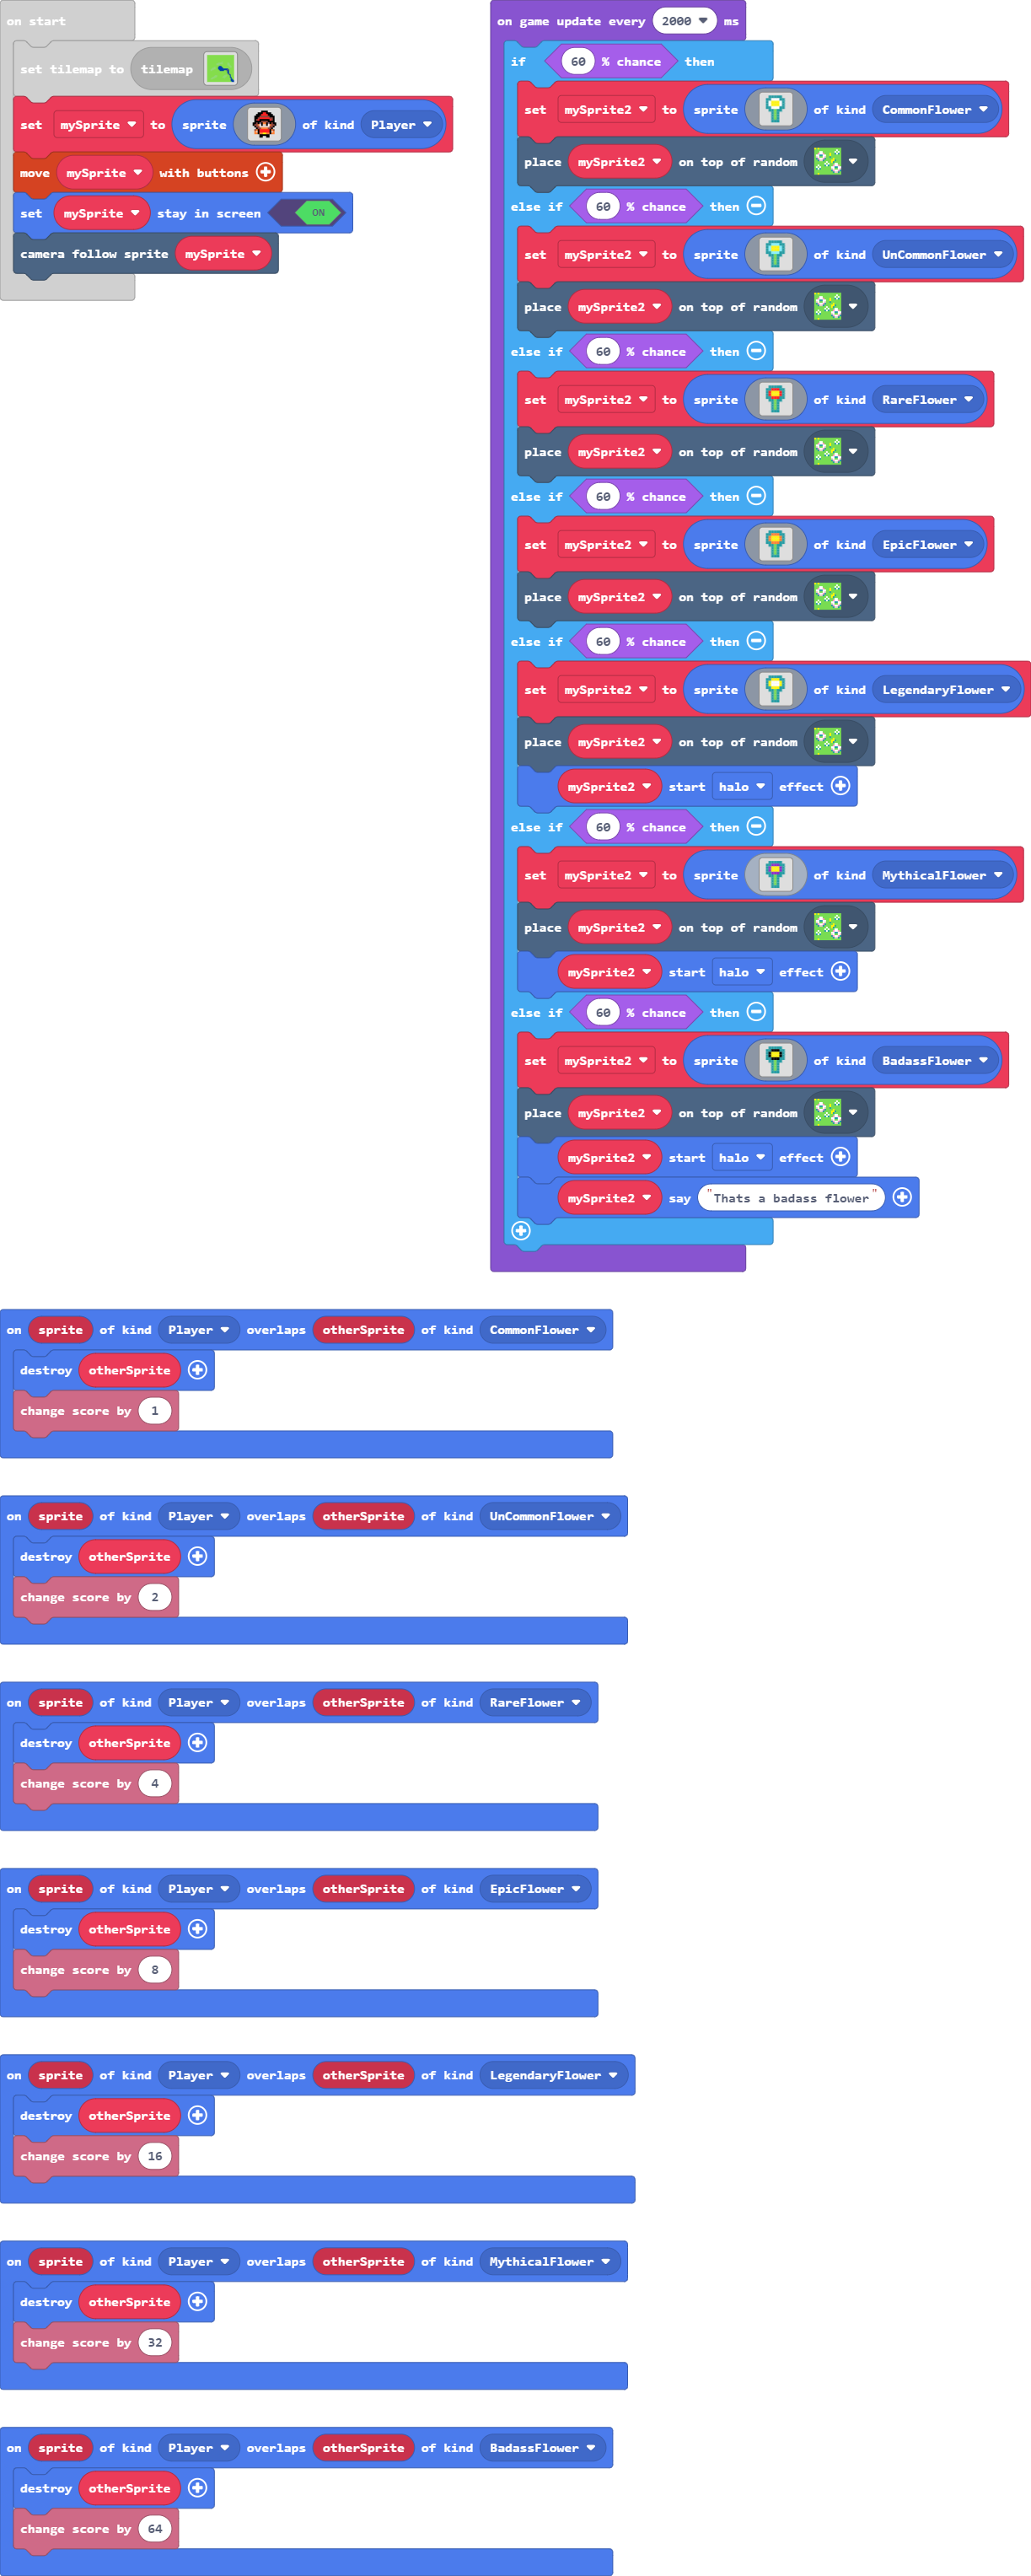 on start
set tilemap to tilemap
set mySprite to sprite of kind Player
move mySprite with buttons
set mySprite stay in screen ON
camera follow sprite mySprite
on game update every 2000 ms
if 60 % chance then
set mySprite2 to sprite of kind CommonFlower
place mySprite2 on top of random
else if 60 % chance then
set mySprite2 to sprite of kind UnCommonFlower
place mySprite2 on top of random
else if 60 % chance then
set mySprite2 to sprite of kind RareFlower
place mySprite2 on top of random
else if 60 % chance then
set mySprite2 to sprite of kind EpicFlower
place mySprite2 on top of random
else if 60 % chance then
set mySprite2 to sprite of kind LegendaryFlower
place mySprite2 on top of random
mySprite2 start halo effect
else if 60 % chance then
set mySprite2 to sprite of kind MythicalFlower
place mySprite2 on top of random
mySprite2 start halo effect
else if 60 % chance then
set mySprite2 to sprite of kind BadassFlower
place mySprite2 on top of random
mySprite2 start halo effect
mySprite2 say "Thats a badass flower"
on sprite of kind Player overlaps otherSprite of kind CommonFlower
destroy otherSprite
change score by 1
on sprite of kind Player overlaps otherSprite of kind UnCommonFlower
destroy otherSprite
change score by 2
on sprite of kind Player overlaps otherSprite of kind RareFlower
destroy otherSprite
change score by 4
on sprite of kind Player overlaps otherSprite of kind EpicFlower
destroy otherSprite
change score by 8
on sprite of kind Player overlaps otherSprite of kind LegendaryFlower
destroy otherSprite
change score by 16
on sprite of kind Player overlaps otherSprite of kind MythicalFlower
destroy otherSprite
change score by 32
on sprite of kind Player overlaps otherSprite of kind BadassFlower
destroy otherSprite
change score by 64